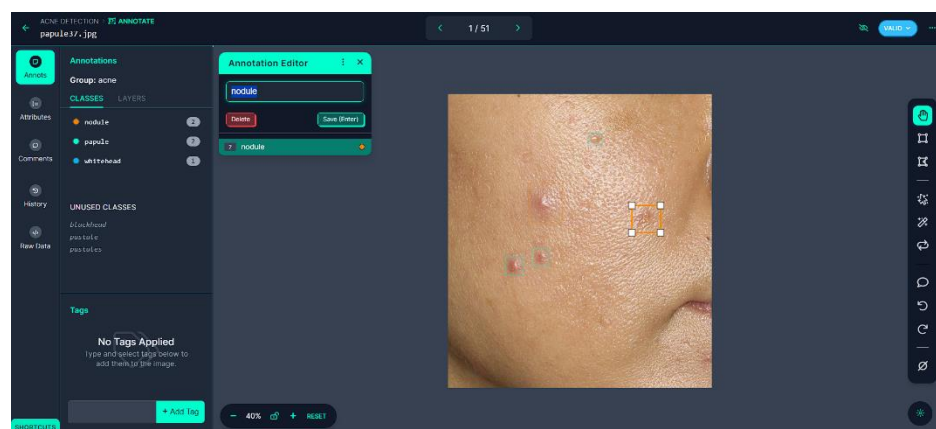 ACNE DETECTION > ANNOTATE
papule37.jpg
1 / 51
VALID
Annots
Attributes
Comments
History
Raw Data
SHORTCUTS
Annotations
Group: acne
CLASSES LAYERS
nodule 2
papule
whitehead 1
UNUSED CLASSES
blackhead
pustule
pustules
Tags
No Tags Applied
Type and select tags below to
add them to the image.
+ Add Tag
Annotation Editor
nodule
Delete Save (Enter)
nodule
- 40% + RESET